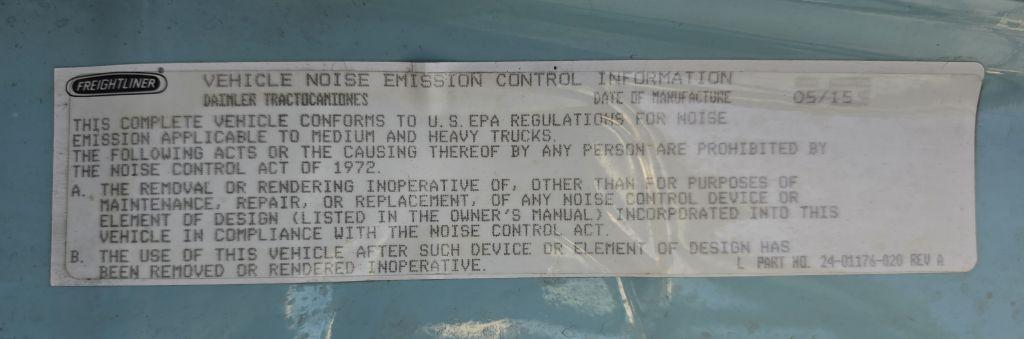 FREIGHTLINER® VEHICLE NOISE EMISSION CONTROL INFORMATION
DAIMLER TRACTOCAMIONES DATE OF MANUFACTURE 05/15
THIS COMPLETE VEHICLE CONFORMS TO U.S.EPA REGULATIONS FOR NOISE
EMISSION APPLICABLE TO MEDIUM AND HEAVY TRUCKS.
THE FOLLOWING ACTS OR THE CAUSING THEREOF BY ANY PERSON ARE PROHIBITED BY
THE NOISE CONTROL ACT OF 1972.
A. THE REMOVAL OR RENDERING INOPERATIVE OF, OTHER THAN FOR PURPOSES OF
MAINTENANCE, REPAIR, OR REPLACEMENT, OF ANY NOISE CONTROL DEVICE OR
ELEMENT OF DESIGN (LISTED IN THE OWNER'S MANUAL) INCORPORATED INTO THIS
VEHICLE IN COMPLIANCE WITH THE NOISE CONTROL ACT.
B. THE USE OF THIS VEHICLE AFTER SUCH DEVICE OR ELEMENT OF DESIGN HAS
BEEN REMOVED OR RENDERED INOPERATIVE. L PART NO. 24-01176-020 REV A